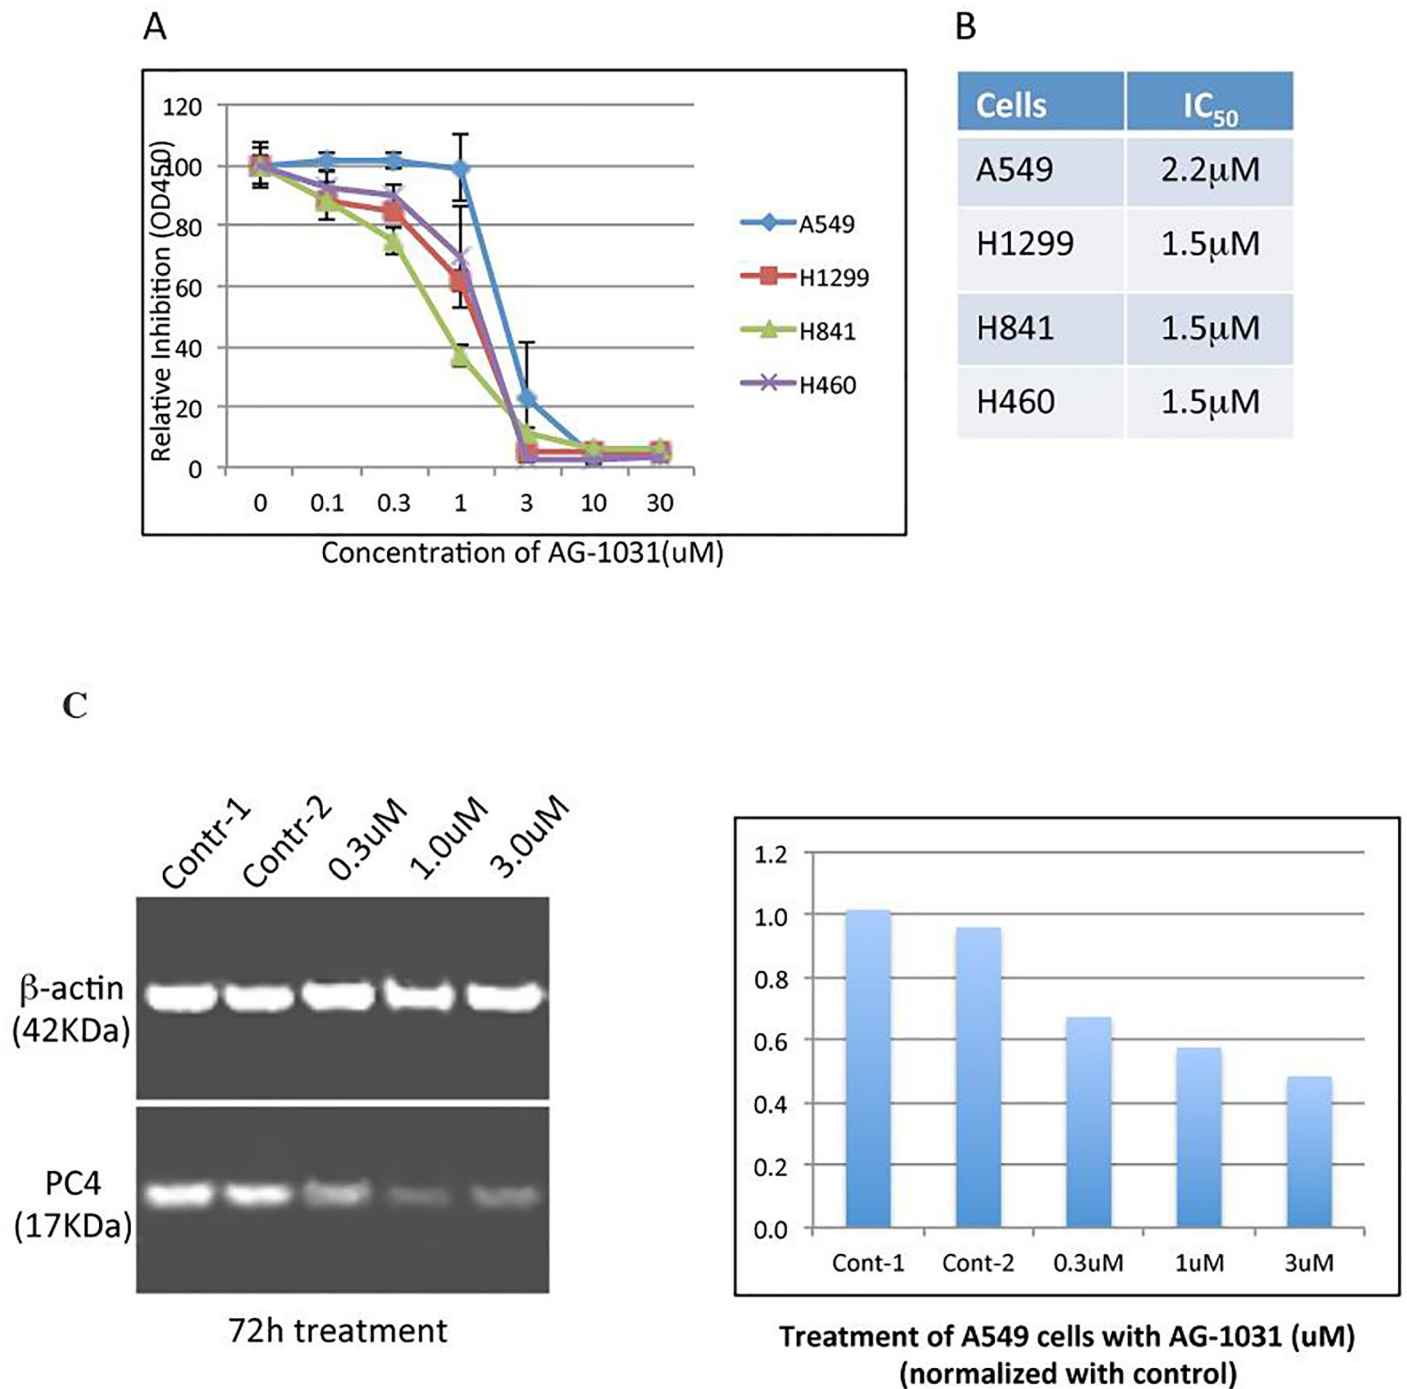 A
B
120
100
80
60
40
20
0
Relative Inhibition (OD450)
0 0.1 0.3 1 3 10 30
Concentration of AG-1031(uM)
A549
H1299
H841
H460
Cells IC50
A549 2.2μM
H1299 1.5μM
H841 1.5μM
H460 1.5μM
C
Contr-1 Contr-2 0.3uM 1.0uM 3.0uM
β-actin
(42KDa)
PC4
(17KDa)
72h treatment
1.2
1.0
0.8
0.6
0.4
0.2
0.0
Cont-1 Cont-2 0.3uM 1uM 3uM
Treatment of A549 cells with AG-1031 (uM)
(normalized with control)